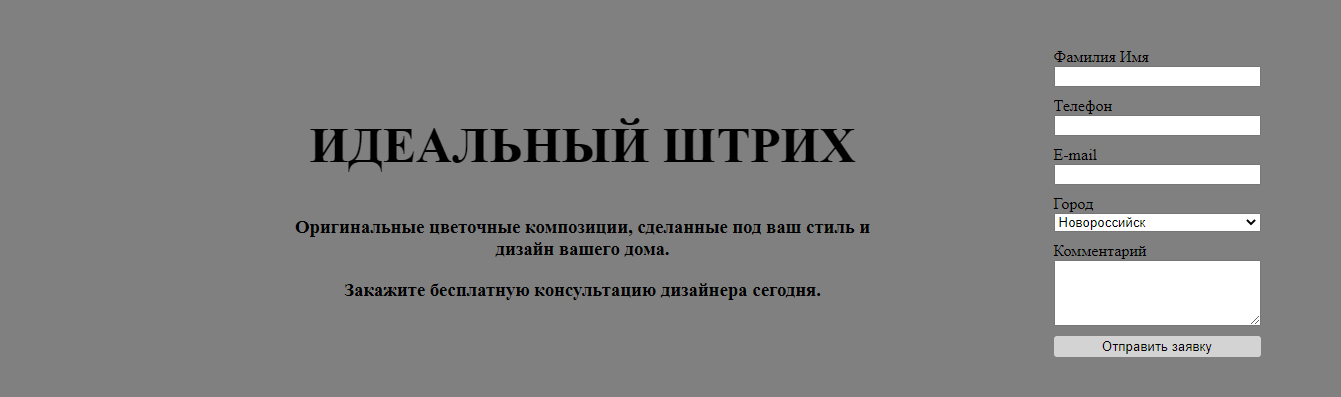 ИДЕАЛЬНЫЙ ШТРИХ
Оригинальные цветочные композиции, сделанные под ваш стиль и
дизайн вашего дома.
Закажите бесплатную консультацию дизайнера сегодня.
Фамилия Имя
Телефон
E-mail
Город
Новороссийск
Комментарий
Отправить заявку